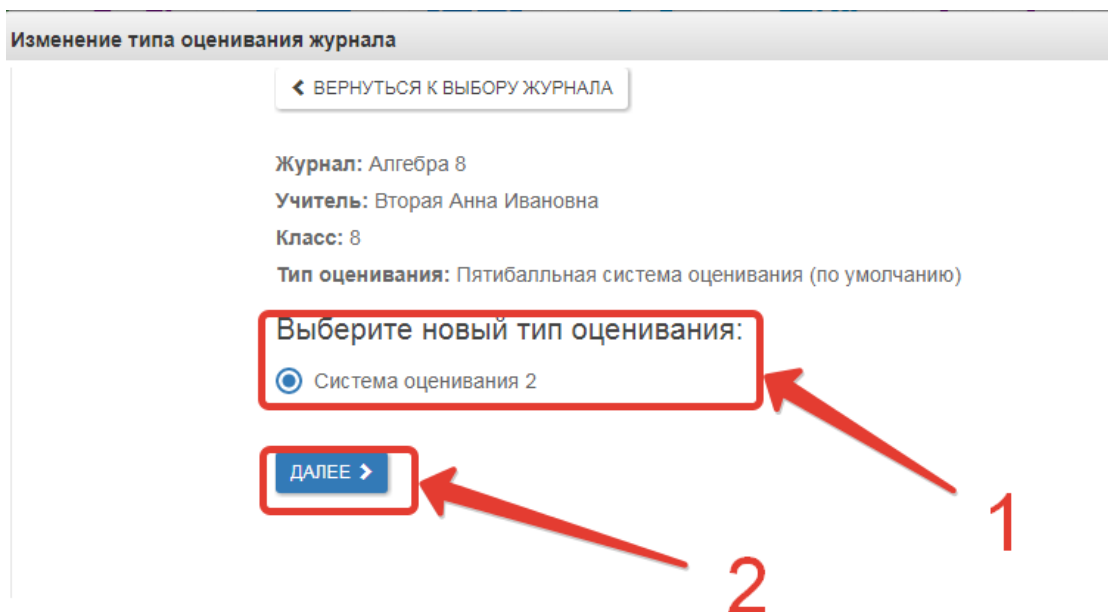 Изменение типа оценивания журнала
ВЕРНУТЬСЯ К ВЫБОРУ ЖУРНАЛА
Журнал: Алгебра 8
Учитель: Вторая Анна Ивановна
Класс: 8
Тип оценивания: Пятибалльная система оценивания (по умолчанию)
Выберите новый тип оценивания:
Система оценивания 2
ДАЛЕЕ
1
2